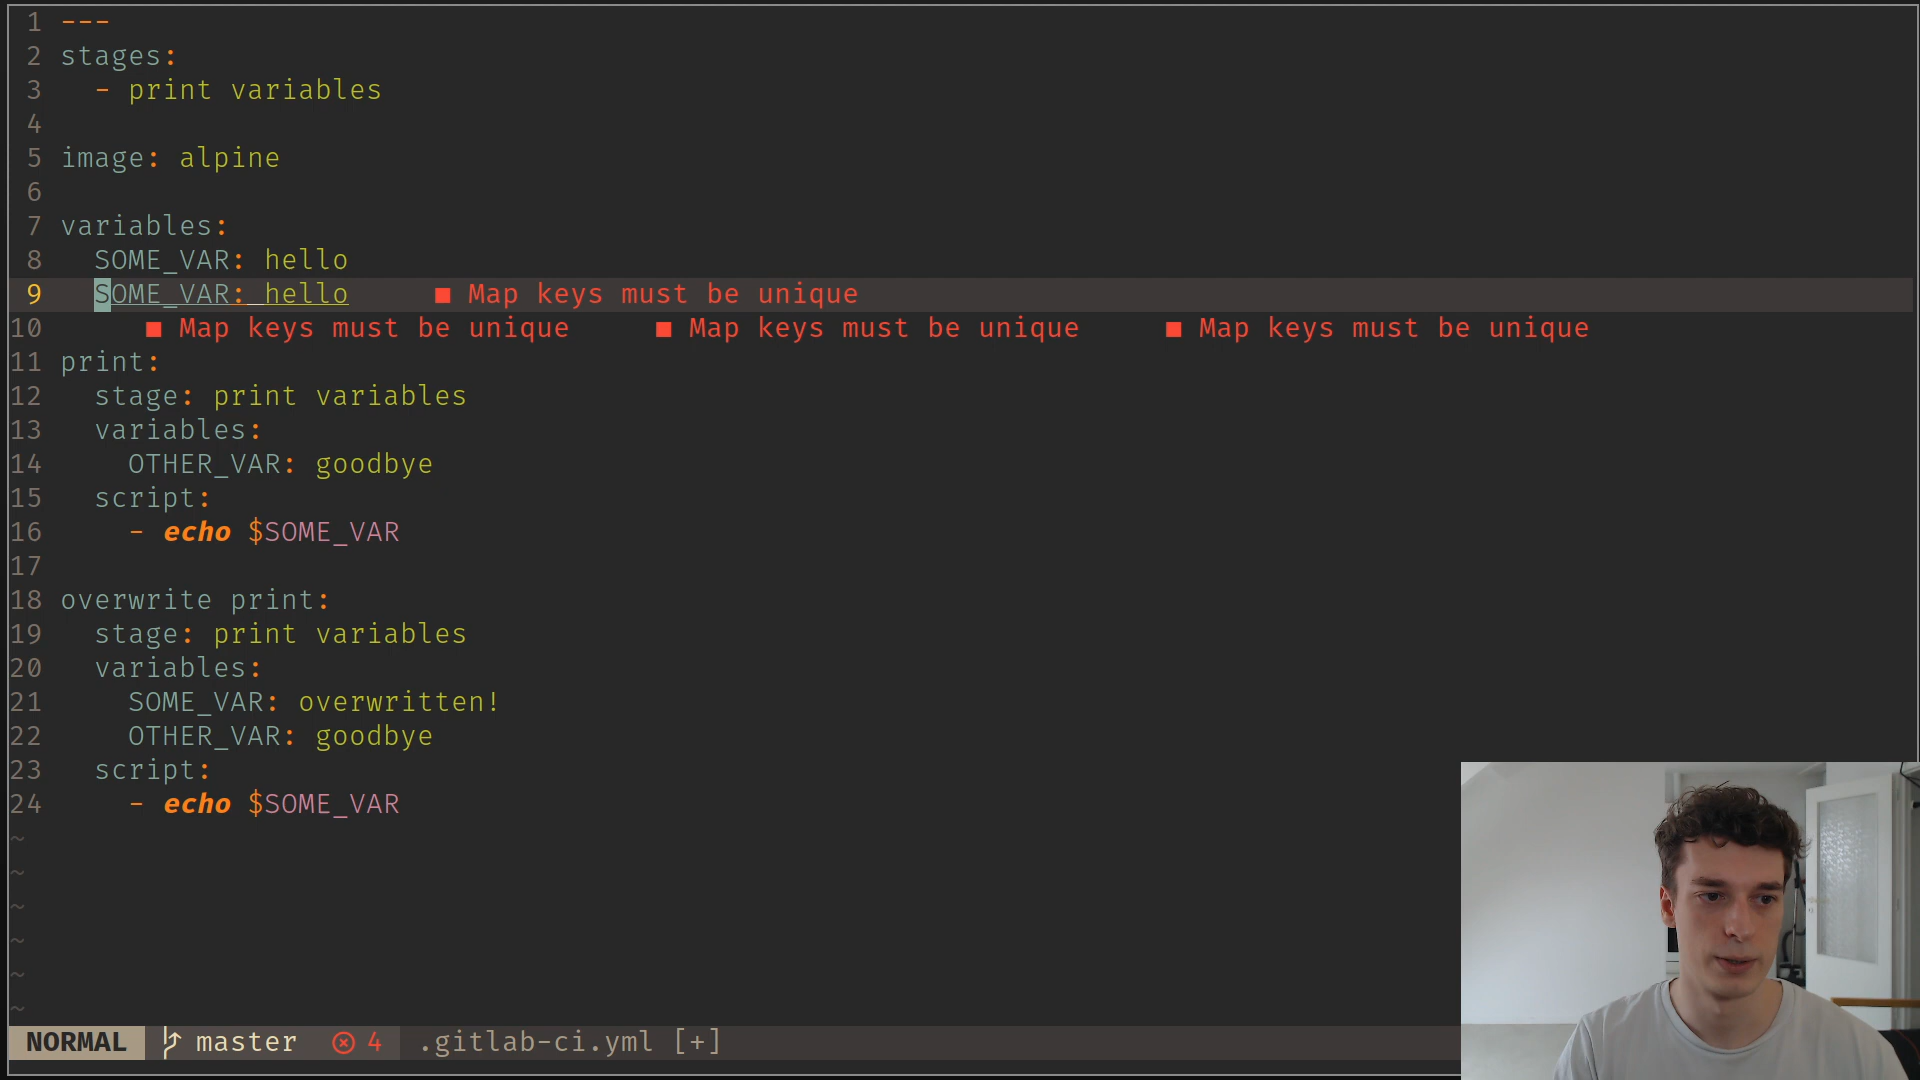 1 ---
2 stages:
3 - print variables
4
5 image: alpine
6
7 variables:
8 SOME_VAR: hello
9 SOME_VAR: hello ■ Map keys must be unique
10 ■ Map keys must be unique ■ Map keys must be unique ■ Map keys must be unique
11 print:
12 stage: print variables
13 variables:
14 OTHER_VAR: goodbye
15 script:
16 - echo $SOME_VAR
17
18 overwrite print:
19 stage: print variables
20 variables:
21 SOME_VAR: overwritten!
22 OTHER_VAR: goodbye
23 script:
24 - echo $SOME_VAR
~
~
~
~
~
~
NORMAL master 4 .gitlab-ci.yml [+]